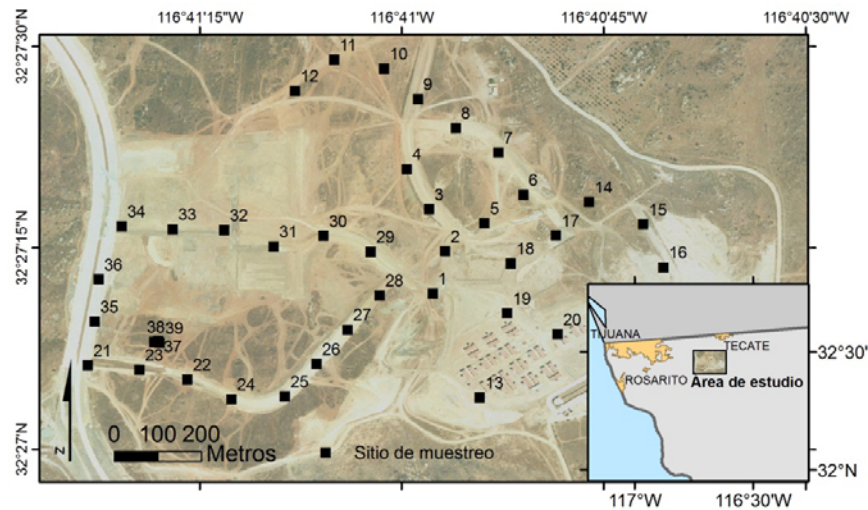 116°41'15"W 116°41'W 116°40'45"W 116°40'30"W
32°27'30"N
32°27'15"N
32°27'N
11
10
12
9
8
7
4
6
14
3
5
15
34
33
32
30
17
31
29
2
18
16
36
28
1
19
35
27
20
38 39
37
21
23
22
26
24
25
13
N
0 100 200
Metros
Sitio de muestreo
TIJUANA
TECATE
ROSARITO
Area de estudio
32°30'N
32°N
117°W 116°30'W